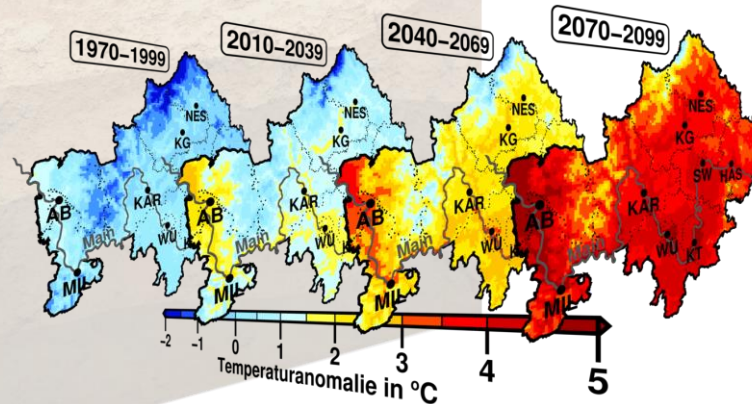 1970–1999
2010–2039
2040–2069
2070–2099
NES
KG
AB
KAR
WU
Main
MIL
NES
KG
AB
KAR
WU
Main
MIL
NES
KG
AB
KAR
WU
Main
MIL
NES
KG
SW
HAS
AB
KAR
WU
KT
Main
MIL
-2 -1 0 1 2 3 4 5
Temperaturanomalie in °C